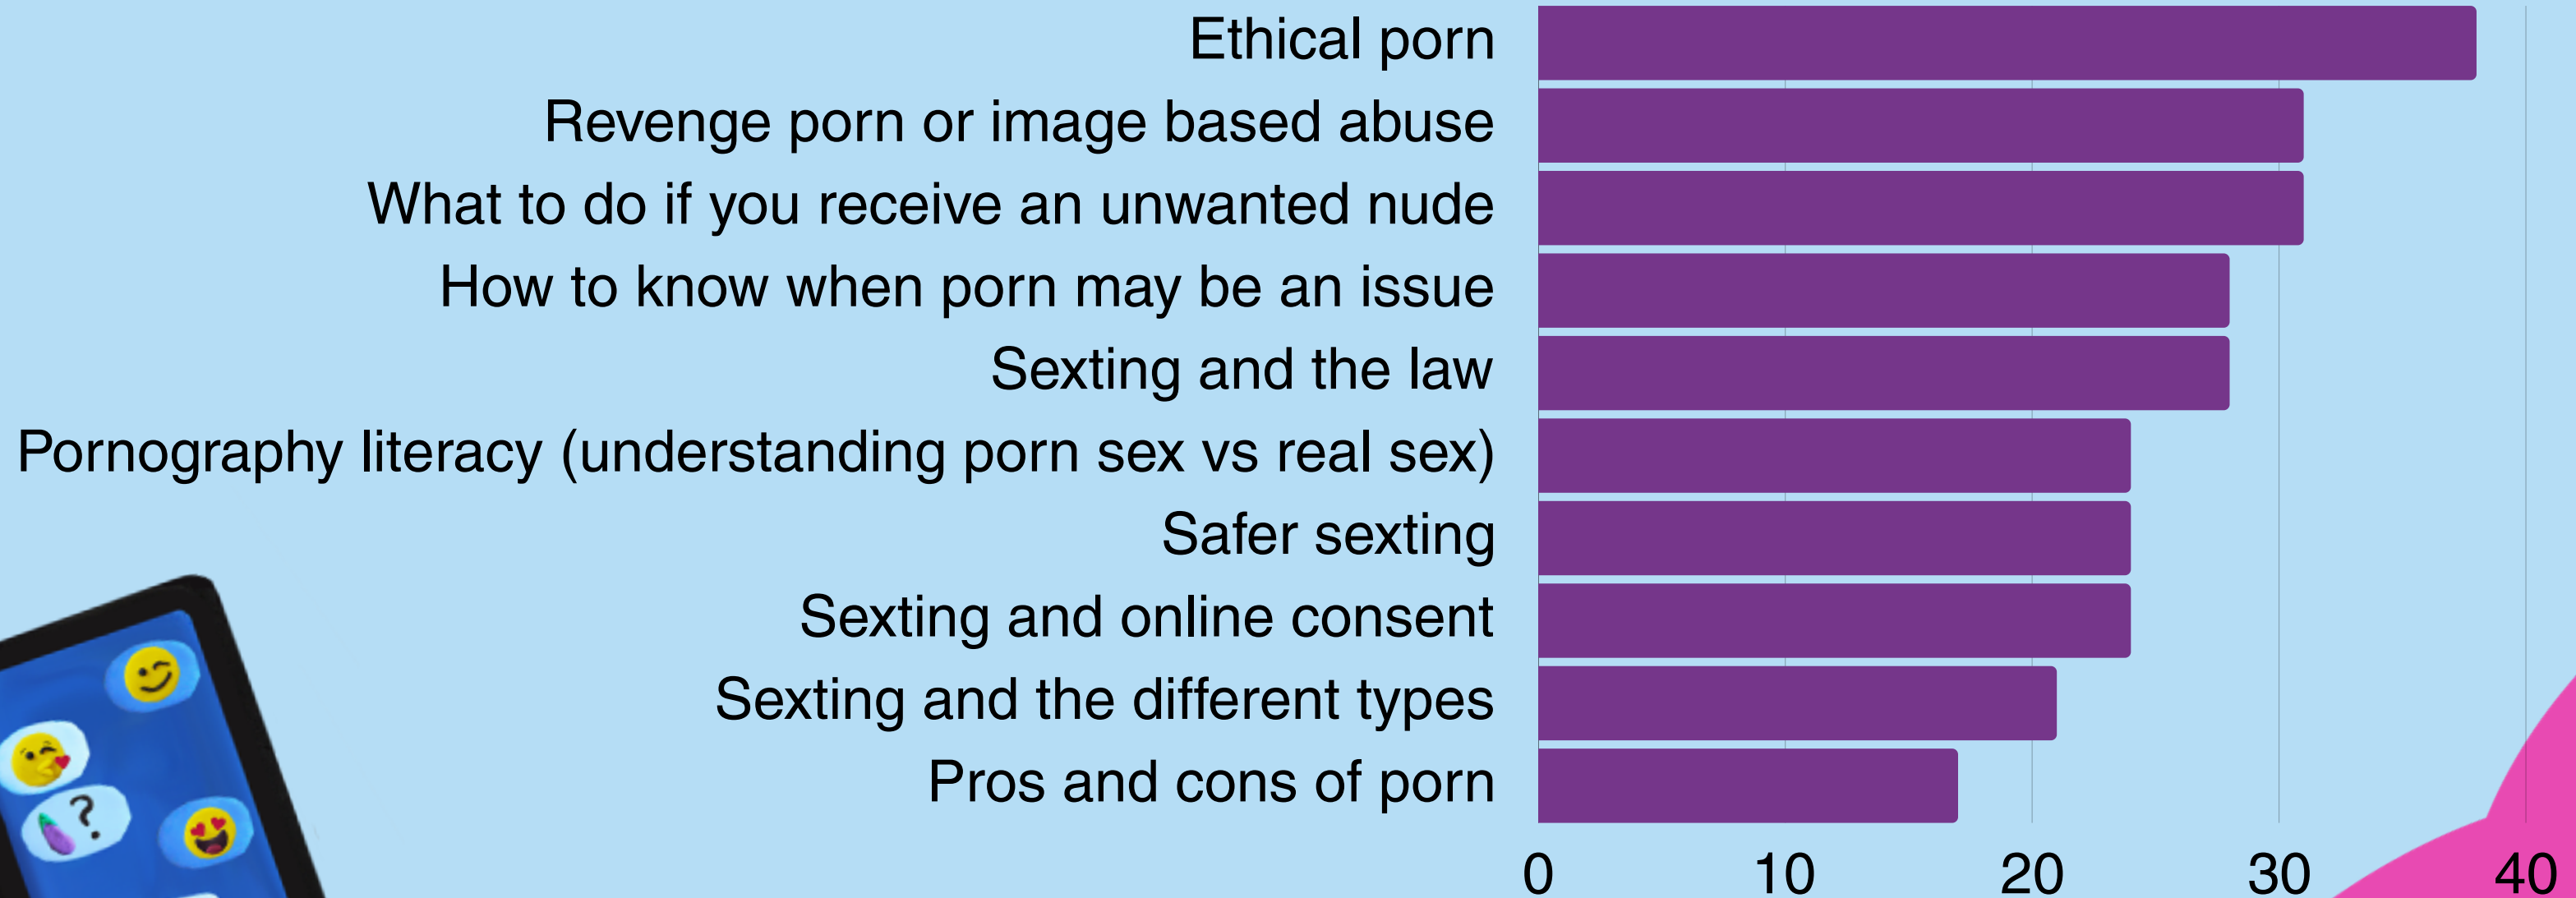 Ethical porn
Revenge porn or image based abuse
What to do if you receive an unwanted nude
How to know when porn may be an issue
Sexting and the law
Pornography literacy (understanding porn sex vs real sex)
Safer sexting
Sexting and online consent
Sexting and the different types
Pros and cons of porn
?
0 10 20 30 40